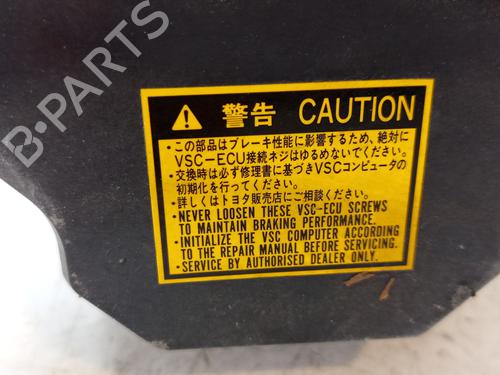 B-PARTS
警告 CAUTION
・この部品はブレーキ性能に影響するため、絶対に
VSC-ECU接続ネジはゆるめないでください。
・交換時は必ず修理書に基づきVSCコンピュータの
初期化を行ってください。
・詳しくはトヨタ販売店にご相談ください。
・NEVER LOOSEN THESE VSC-ECU SCREWS
TO MAINTAIN BRAKING PERFORMANCE.
・INITIALIZE THE VSC COMPUTER ACCORDING
TO THE REPAIR MANUAL BEFORE SERVICING.
・SERVICE BY AUTHORISED DEALER ONLY.